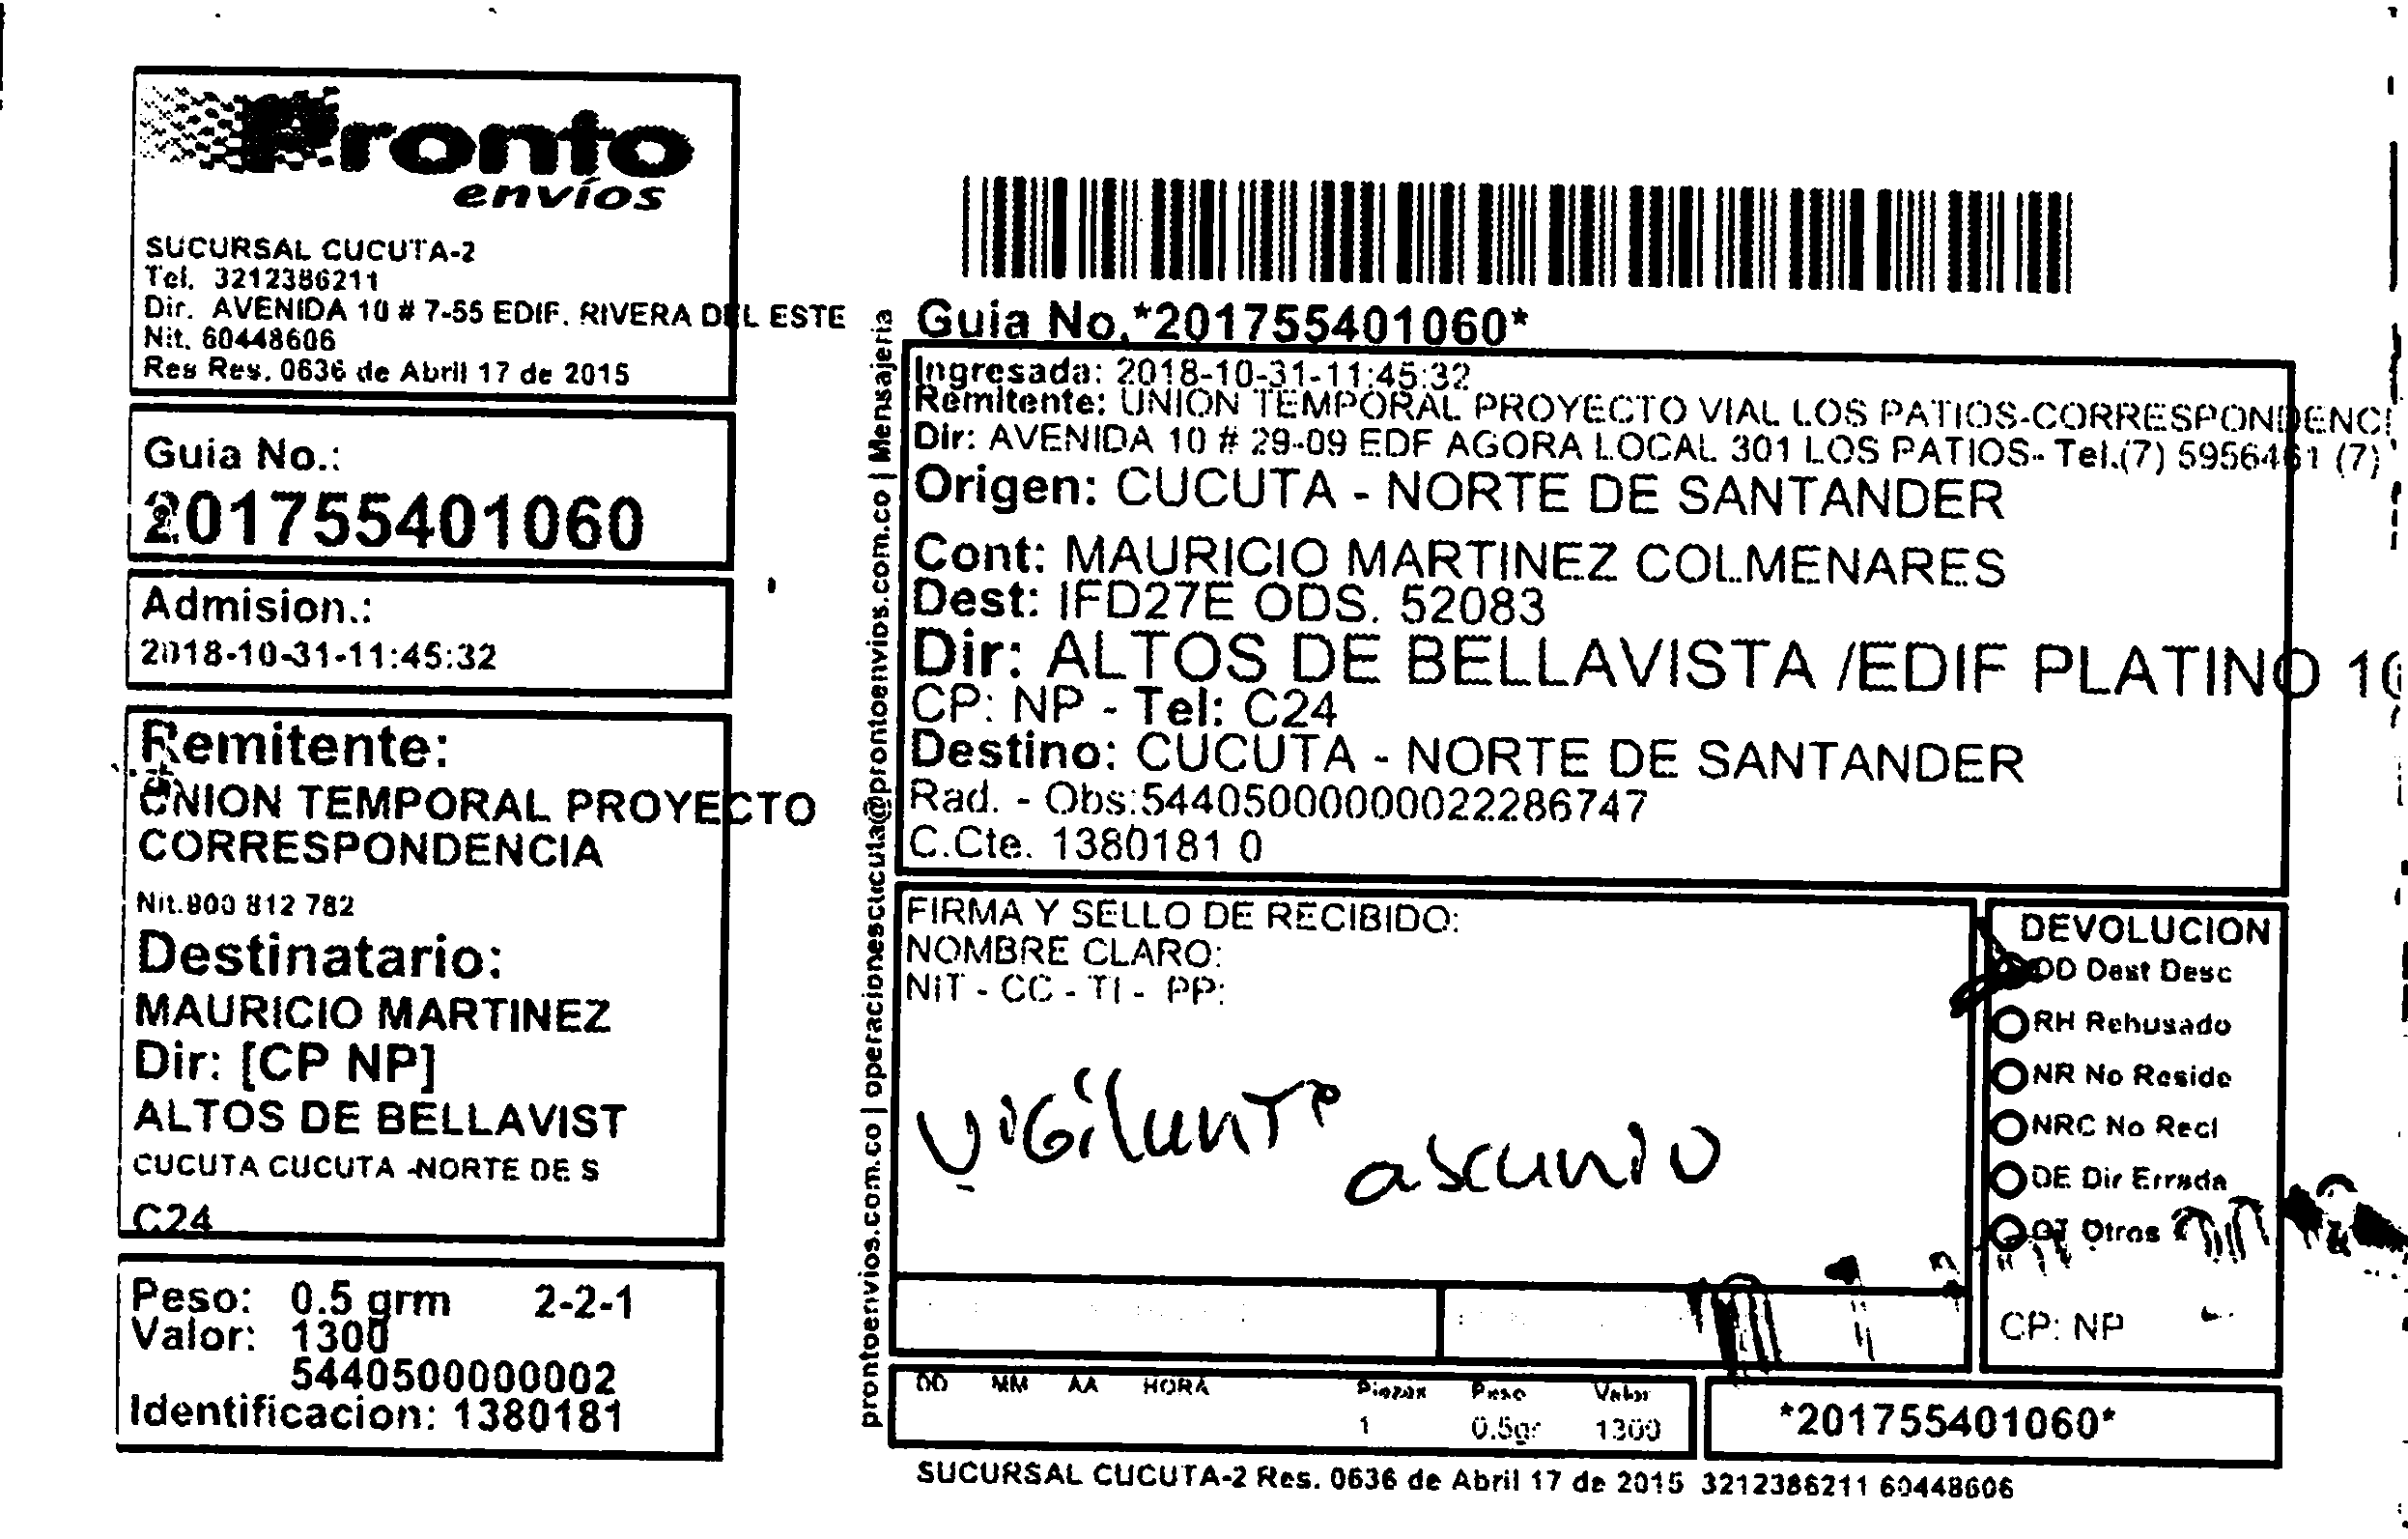 Pronto
envíos
SUCURSAL CUCUTA-2
Tel. 3212386211
Dir. AVENIDA 10 # 7-55 EDIF. RIVERA DEL ESTE
Nit. 60448606
Res Res. 0636 de Abril 17 de 2015
Guia No.:
201755401060
Admision.:
2018-10-31-11:45:32
Remitente:
UNION TEMPORAL PROYECTO
CORRESPONDENCIA
Nit.800 812 782
Destinatario:
MAURICIO MARTINEZ
Dir: [CP NP]
ALTOS DE BELLAVIST
CUCUTA CUCUTA -NORTE DE S
C24
Peso: 0.5 grm 2-2-1
Valor: 1300
5440500000002
Identificacion: 1380181
prontoenvios.com.co | operacionescucuta@prontoenvios.com.co | Mensajeria
Guia No.*201755401060*
Ingresada: 2018-10-31-11:45:32
Remitente: UNION TEMPORAL PROYECTO VIAL LOS PATIOS-CORRESPONDENCI
Dir: AVENIDA 10 # 29-09 EDF AGORA LOCAL 301 LOS PATIOS- Tel.(7) 5956461 (7)
Origen: CUCUTA - NORTE DE SANTANDER
Cont: MAURICIO MARTINEZ COLMENARES
Dest: IFD27E ODS. 52083
Dir: ALTOS DE BELLAVISTA /EDIF PLATINO
CP: NP - Tel: C24
Destino: CUCUTA - NORTE DE SANTANDER
Rad. - Obs:544050000000022286747
C.Cte. 1380181 0
FIRMA Y SELLO DE RECIBIDO:
NOMBRE CLARO:
NIT - CC - TI - PP:
Vigilante
ascanio
DEVOLUCION
DD Dest Desc
RH Rehusado
NR No Reside
NRC No Recl
DE Dir Errada
OT Otros
CP: NP
DD MM AA HORA Piezas Peso Valor
1 0.5gr 1300
*201755401060*
SUCURSAL CUCUTA-2 Res. 0636 de Abril 17 de 2015 3212386211 60448606